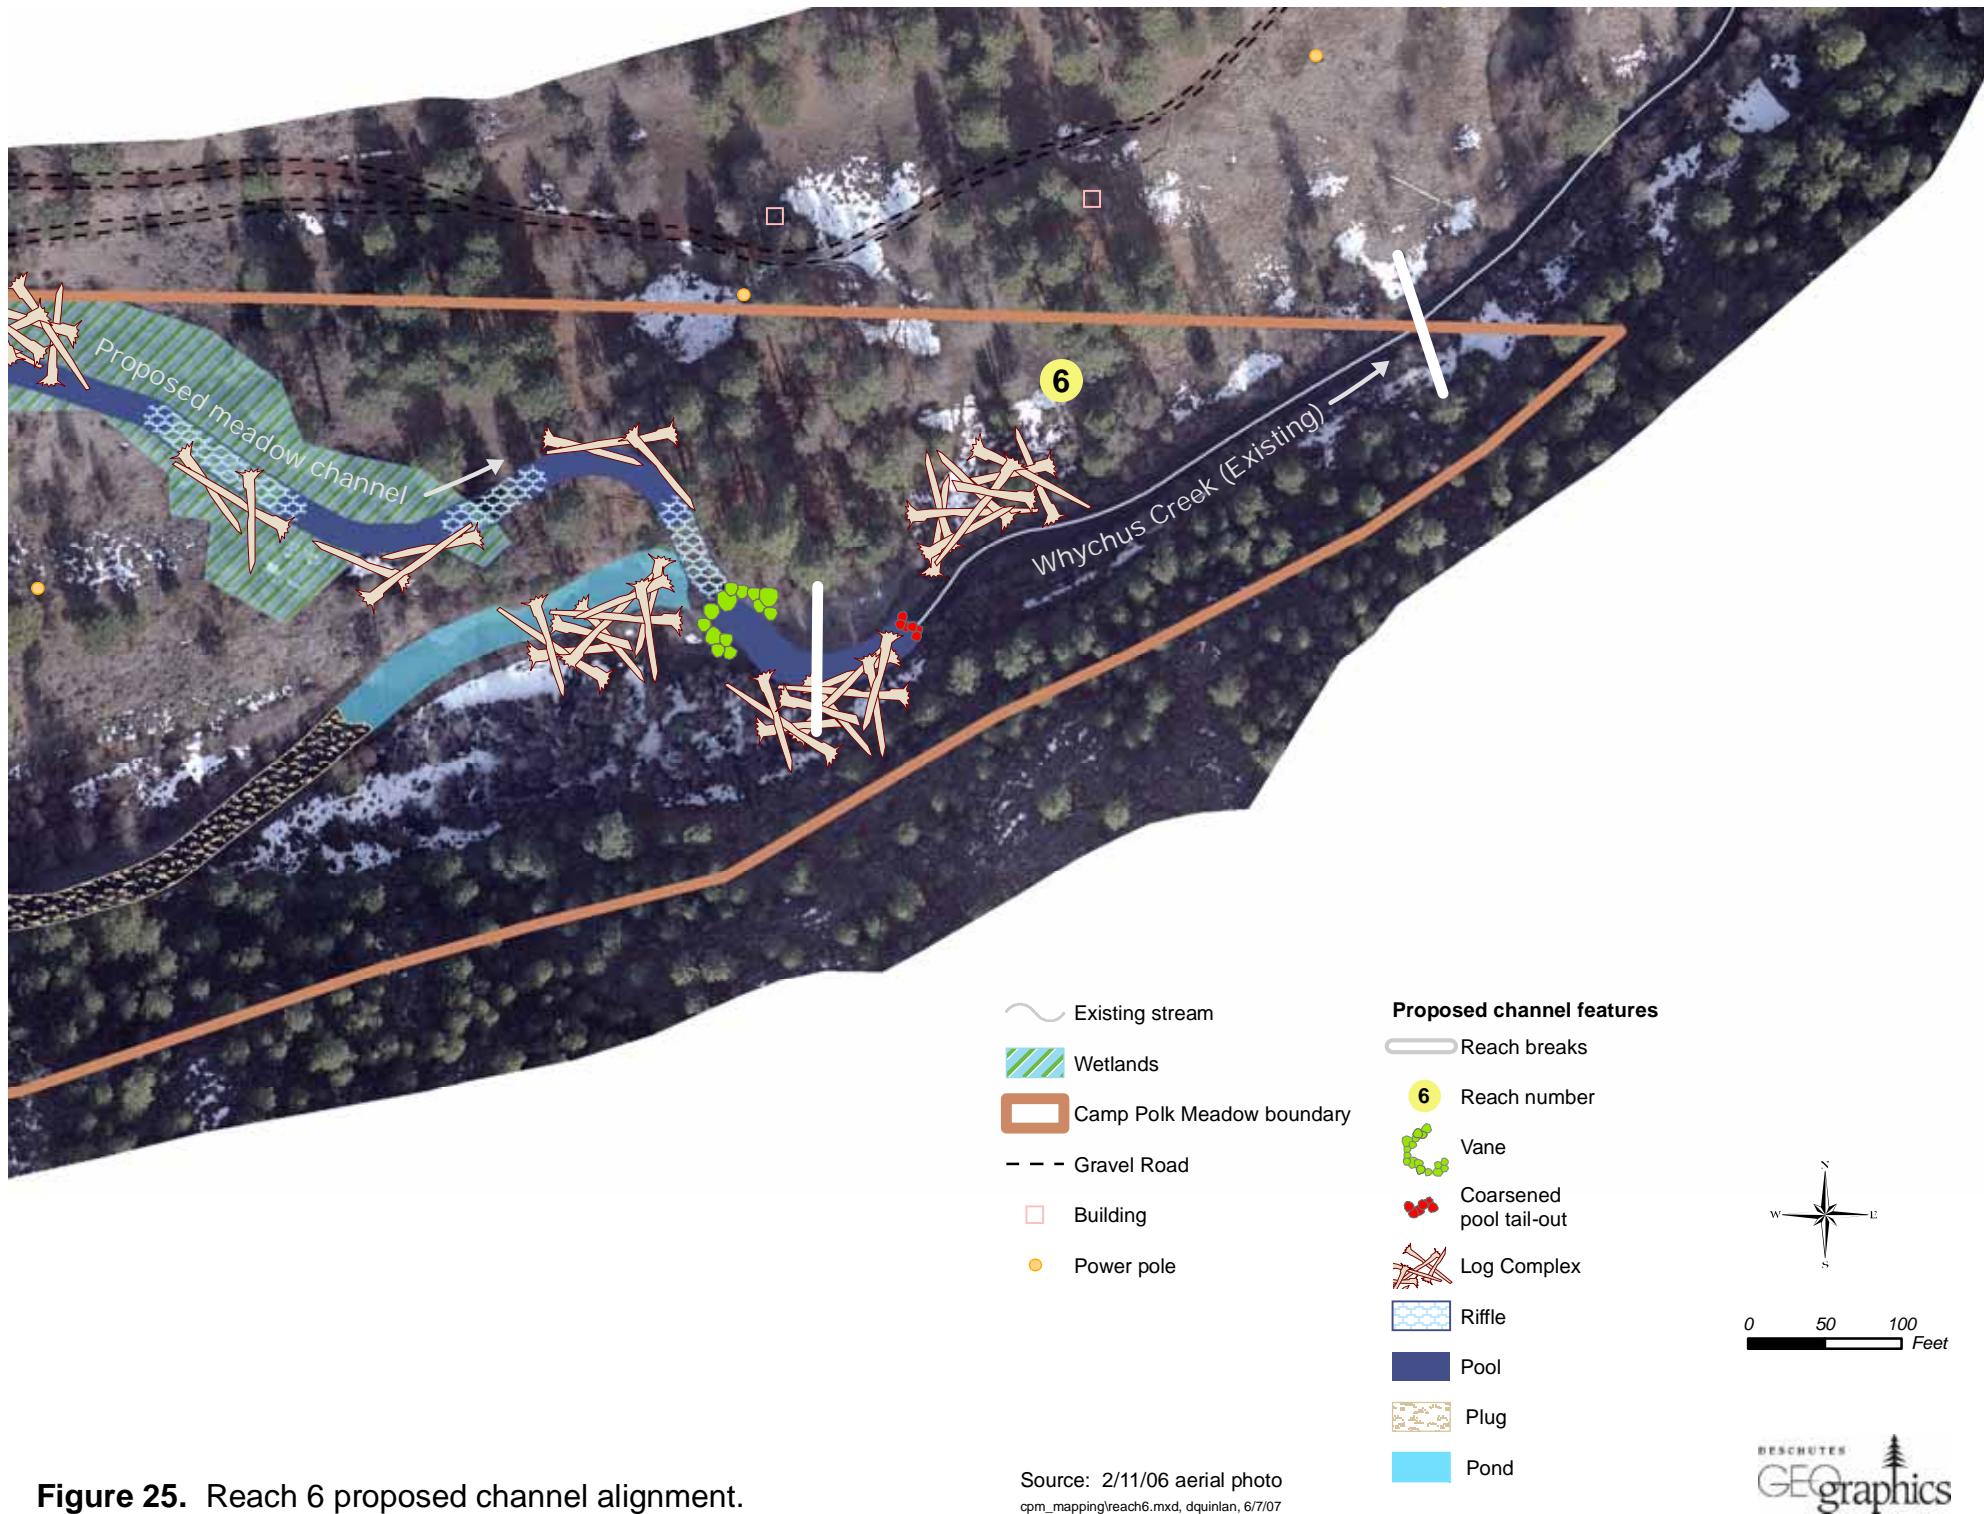 Proposed meadow channel
6
Whychus Creek (Existing)
Existing stream
Wetlands
Camp Polk Meadow boundary
Gravel Road
Building
Power pole
Proposed channel features
Reach breaks
6 Reach number
Vane
Coarsened
pool tail-out
Log Complex
Riffle
Pool
Plug
Pond
N
W E
S
0 50 100
Feet
Figure 25. Reach 6 proposed channel alignment.
Source: 2/11/06 aerial photo
cpm_mapping\reach6.mxd, dquinlan, 6/7/07
DESCHUTES
GEOgraphics